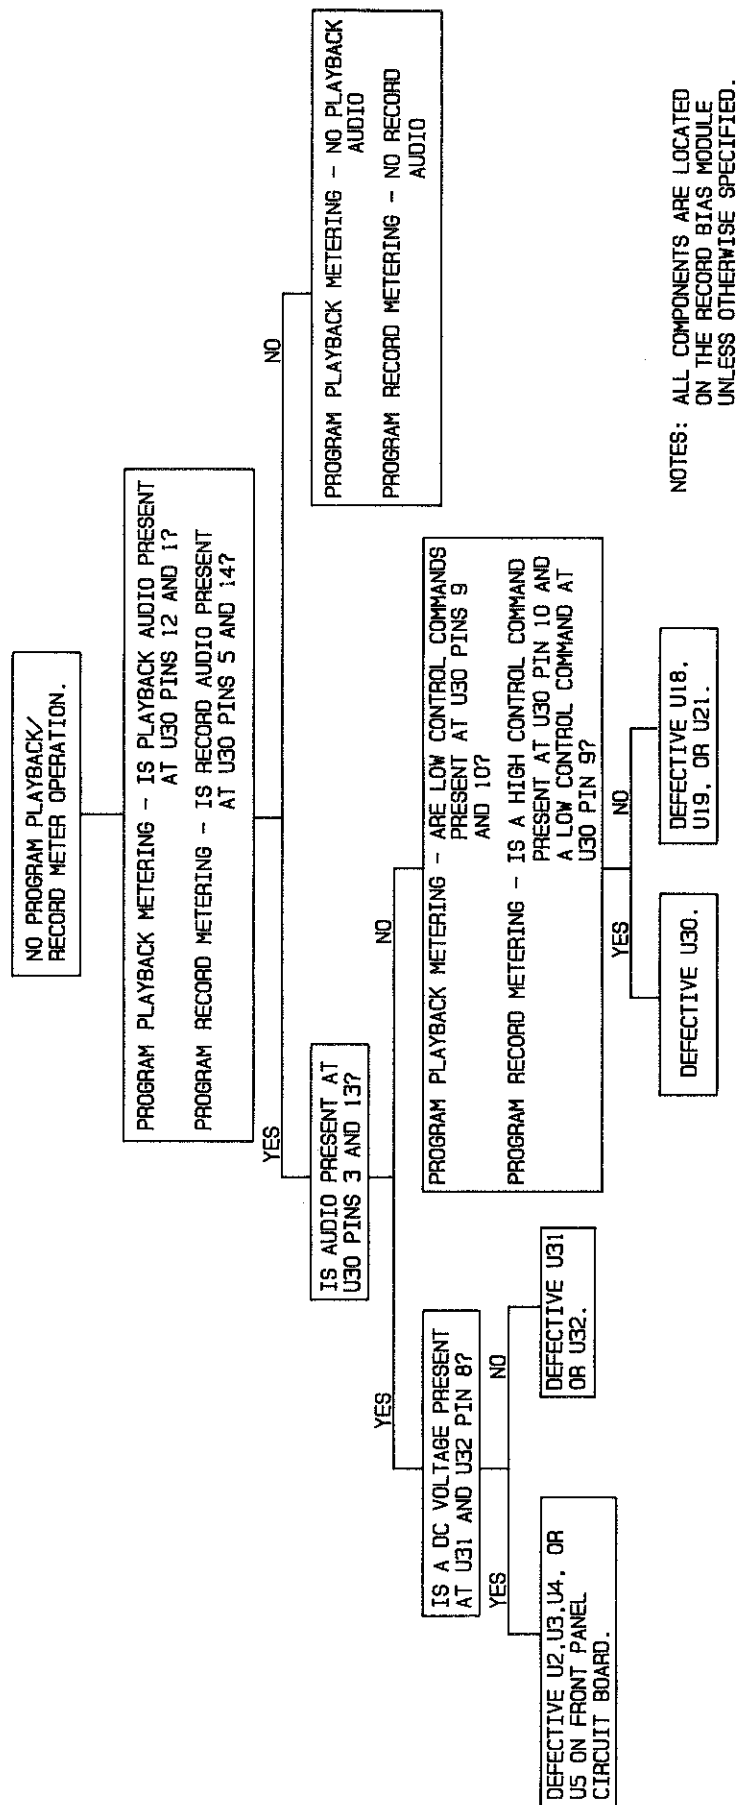 NO PROGRAM PLAYBACK/
RECORD METER OPERATION.
PROGRAM PLAYBACK METERING - IS PLAYBACK AUDIO PRESENT
AT U30 PINS 12 AND 1?
PROGRAM RECORD METERING - IS RECORD AUDIO PRESENT
AT U30 PINS 5 AND 14?
YES
NO
IS AUDIO PRESENT AT
U30 PINS 3 AND 13?
PROGRAM PLAYBACK METERING - NO PLAYBACK
AUDIO
PROGRAM RECORD METERING - NO RECORD
AUDIO
YES
NO
IS A DC VOLTAGE PRESENT
AT U31 AND U32 PIN 8?
PROGRAM PLAYBACK METERING - ARE LOW CONTROL COMMANDS
PRESENT AT U30 PINS 9
AND 10?
PROGRAM RECORD METERING - IS A HIGH CONTROL COMMAND
PRESENT AT U30 PIN 10 AND
A LOW CONTROL COMMAND AT
U30 PIN 9?
YES
NO
DEFECTIVE U2,U3,U4, OR
U5 ON FRONT PANEL
CIRCUIT BOARD.
DEFECTIVE U31
OR U32.
YES
NO
DEFECTIVE U30.
DEFECTIVE U18,
U19, OR U21.
NOTES: ALL COMPONENTS ARE LOCATED
ON THE RECORD BIAS MODULE
UNLESS OTHERWISE SPECIFIED.